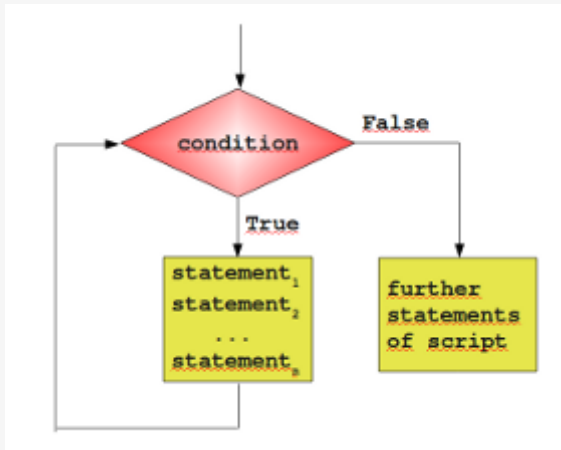 condition
False
True
statement₁
statement₂
...
statementₙ
further
statements
of script